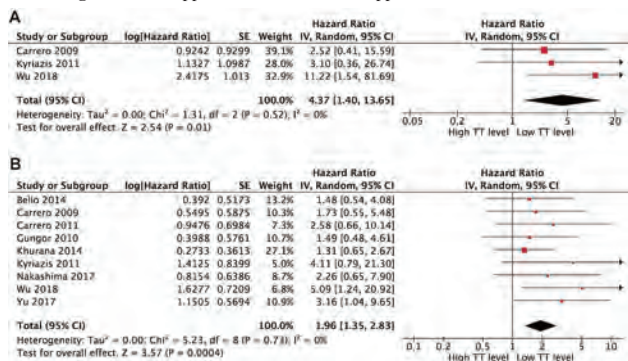 A
Hazard Ratio Hazard Ratio
Study or Subgroup log[Hazard Ratio] SE Weight IV, Random, 95% CI IV, Random, 95% CI
Carrero 2009 0.9242 0.9299 39.1% 2.52 [0.41, 15.59]
Kyriazis 2011 1.1327 1.0987 28.0% 3.10 [0.36, 26.74]
Wu 2018 2.4175 1.013 32.9% 11.22 [1.54, 81.69]
Total (95% CI) 100.0% 4.37 [1.40, 13.65]
Heterogeneity: Tau² = 0.00; Chi² = 1.31, df = 2 (P = 0.52); I² = 0%
Test for overall effect: Z = 2.54 (P = 0.01)
0.05 0.2 1 5 20
High TT level Low TT level
B
Hazard Ratio Hazard Ratio
Study or Subgroup log[Hazard Ratio] SE Weight IV, Random, 95% CI IV, Random, 95% CI
Bello 2014 0.392 0.5173 13.2% 1.48 [0.54, 4.08]
Carrero 2009 0.5495 0.5875 10.3% 1.73 [0.55, 5.48]
Carrero 2011 0.9476 0.6984 7.3% 2.58 [0.66, 10.14]
Gungor 2010 0.3988 0.5761 10.7% 1.49 [0.48, 4.61]
Khurana 2014 0.2733 0.3613 27.1% 1.31 [0.65, 2.67]
Kyriazis 2011 1.4125 0.8399 5.0% 4.11 [0.79, 21.30]
Nakashima 2017 0.8154 0.6386 8.7% 2.26 [0.65, 7.90]
Wu 2018 1.6277 0.7209 6.8% 5.09 [1.24, 20.92]
Yu 2017 1.1505 0.5694 10.9% 3.16 [1.04, 9.65]
Total (95% CI) 100.0% 1.96 [1.35, 2.83]
Heterogeneity: Tau² = 0.00; Chi² = 5.23, df = 8 (P = 0.73); I² = 0%
Test for overall effect: Z = 3.57 (P = 0.0004)
0.1 0.2 0.5 1 2 5 10
High TT level Low TT level